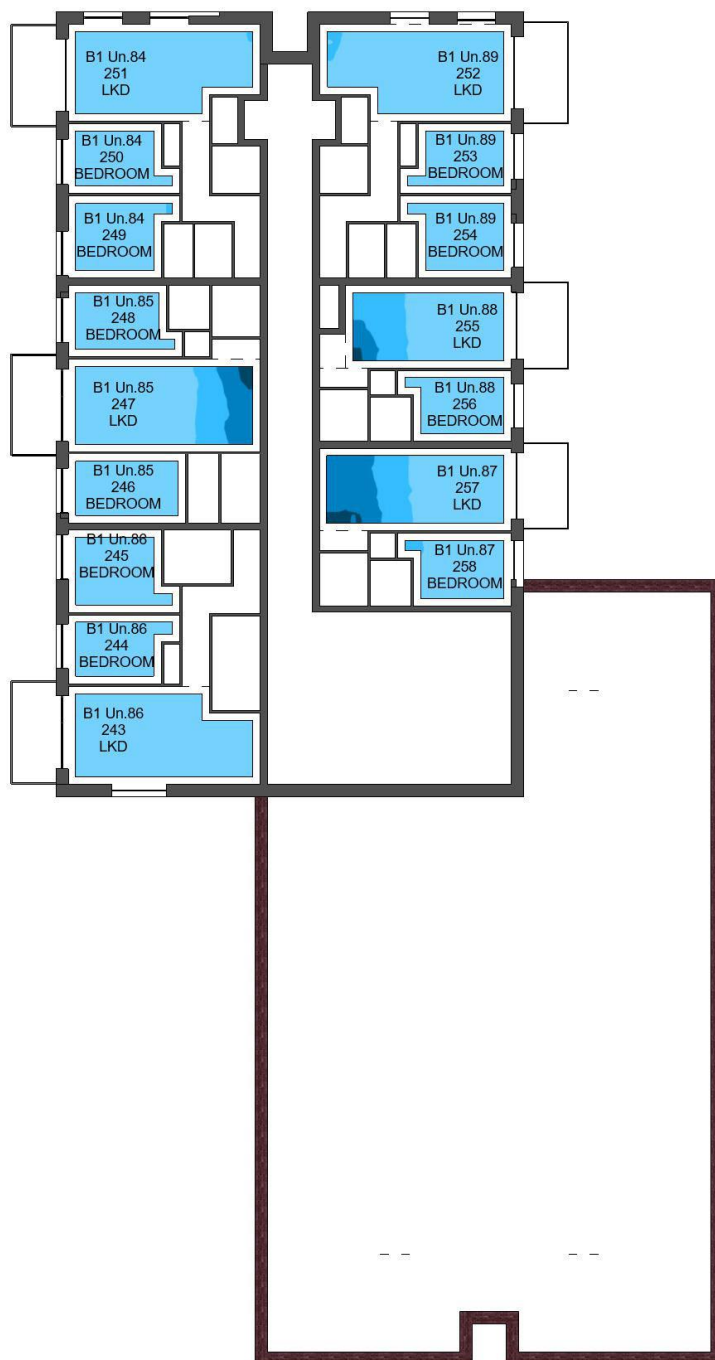 B1 Un.84
251
LKD
B1 Un.89
252
LKD
B1 Un.84
250
BEDROOM
B1 Un.89
253
BEDROOM
B1 Un.84
249
BEDROOM
B1 Un.89
254
BEDROOM
B1 Un.85
248
BEDROOM
B1 Un.88
255
LKD
B1 Un.85
247
LKD
B1 Un.88
256
BEDROOM
B1 Un.85
246
BEDROOM
B1 Un.87
257
LKD
B1 Un.86
245
BEDROOM
B1 Un.87
258
BEDROOM
B1 Un.86
244
BEDROOM
B1 Un.86
243
LKD